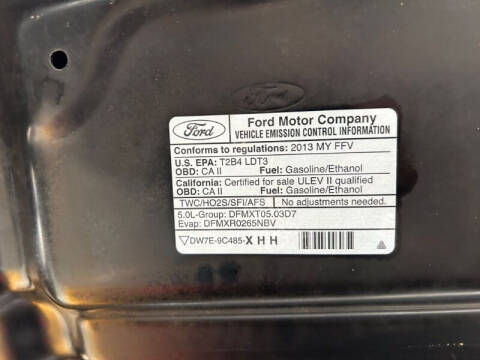 Ford
Ford
Ford Motor Company
VEHICLE EMISSION CONTROL INFORMATION
Conforms to regulations: 2013 MY FFV
U.S. EPA: T2B4 LDT3
OBD: CA II Fuel: Gasoline/Ethanol
California: Certified for sale ULEV II qualified
OBD: CA II Fuel: Gasoline/Ethanol
TWC/HO2S/SFI/AFS No adjustments needed.
5.0L-Group: DFMXT05.03D7
Evap: DFMXR0265NBV
DW7E-9C485-XHH